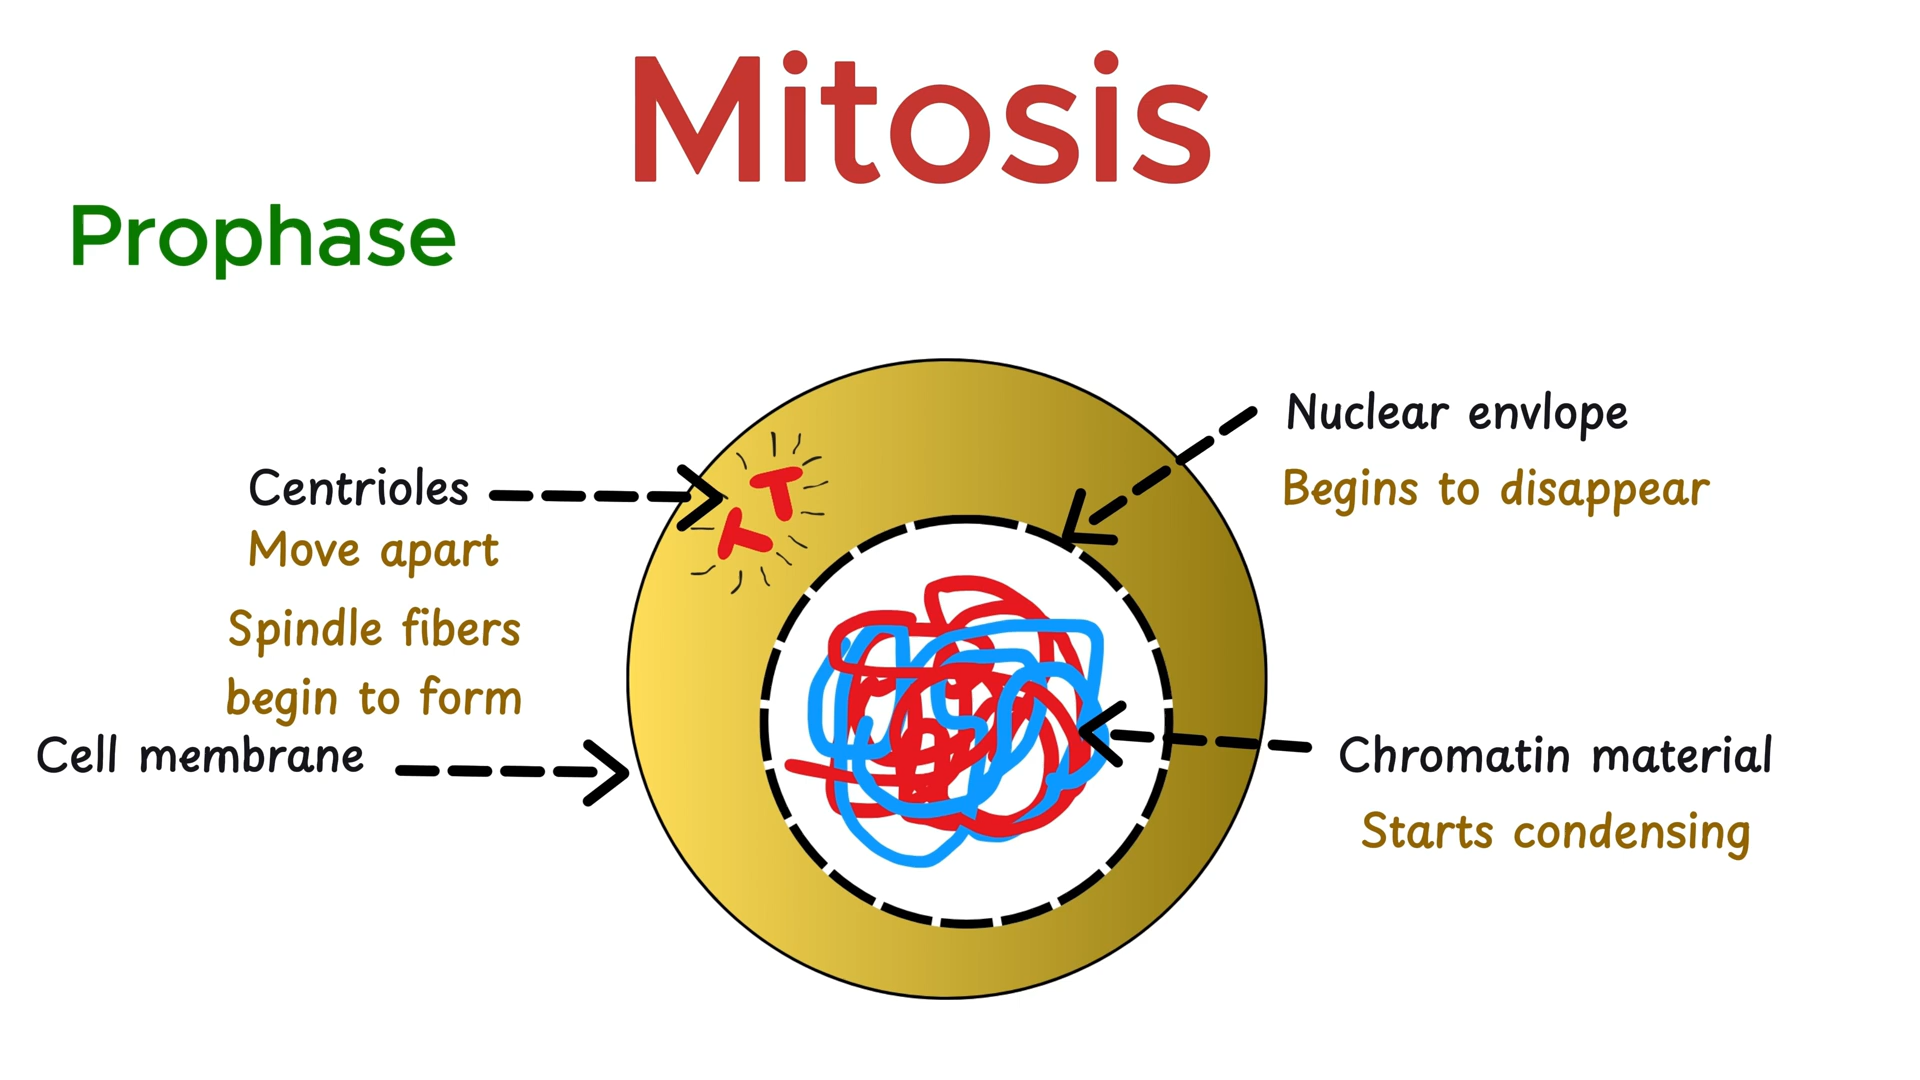 Mitosis
Prophase
Centrioles
Move apart
Spindle fibers
begin to form
Cell membrane
Nuclear envlope
Begins to disappear
Chromatin material
Starts condensing